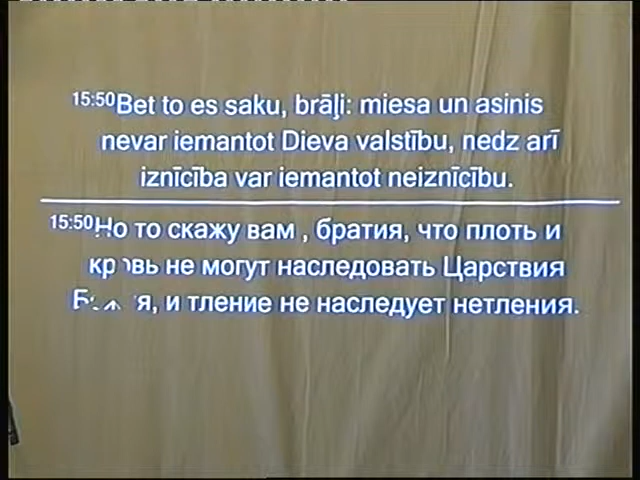 15:50Bet to es saku, brāļi: miesa un asinis
nevar iemantot Dieva valstību, nedz arī
iznīcība var iemantot neiznīcību.
15:50Но то скажу вам , братия, что плоть и
кровь не могут наследовать Царствия
Божия, и тление не наследует нетления.